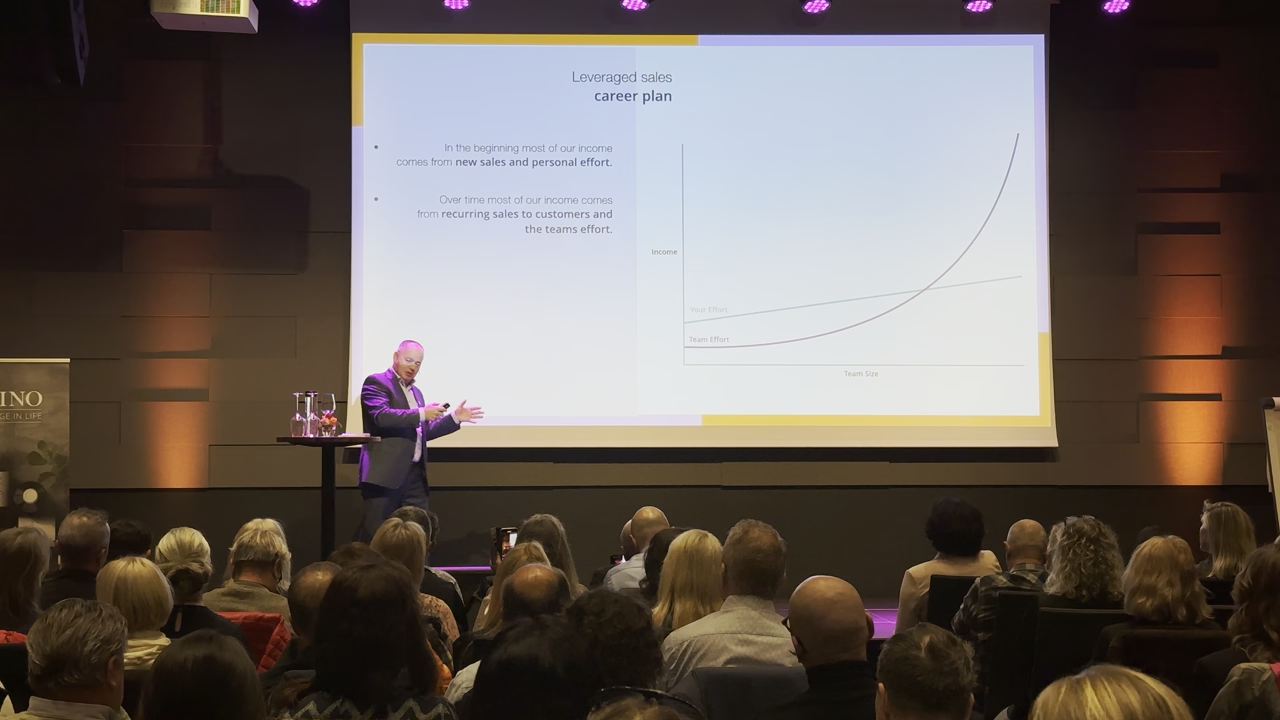 Leveraged sales
career plan
In the beginning most of our income
comes from new sales and personal effort.
Over time most of our income comes
from recurring sales to customers and
the teams effort.
Income
Your Effort
Team Effort
Team Size
INO
GE IN LIFE